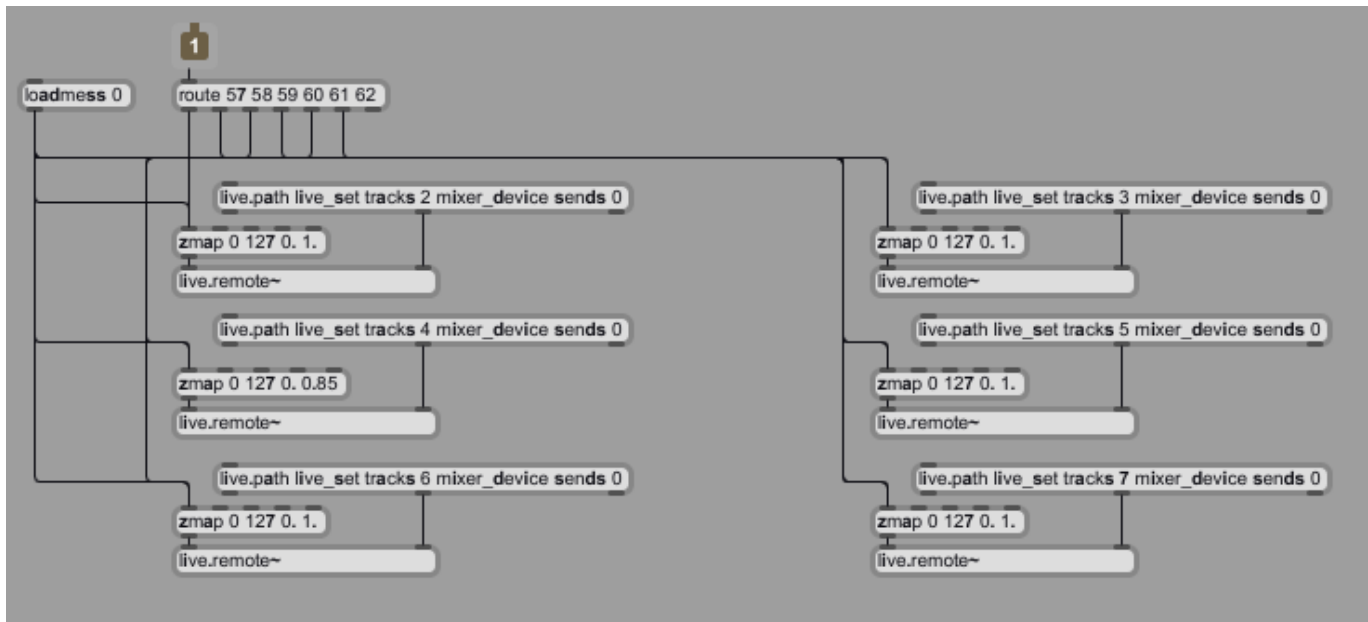 1
loadmess 0
route 57 58 59 60 61 62
live.path live_set tracks 2 mixer_device sends 0
zmap 0 127 0. 1.
live.remote~
live.path live_set tracks 3 mixer_device sends 0
zmap 0 127 0. 1.
live.remote~
live.path live_set tracks 4 mixer_device sends 0
zmap 0 127 0. 0.85
live.remote~
live.path live_set tracks 5 mixer_device sends 0
zmap 0 127 0. 1.
live.remote~
live.path live_set tracks 6 mixer_device sends 0
zmap 0 127 0. 1.
live.remote~
live.path live_set tracks 7 mixer_device sends 0
zmap 0 127 0. 1.
live.remote~